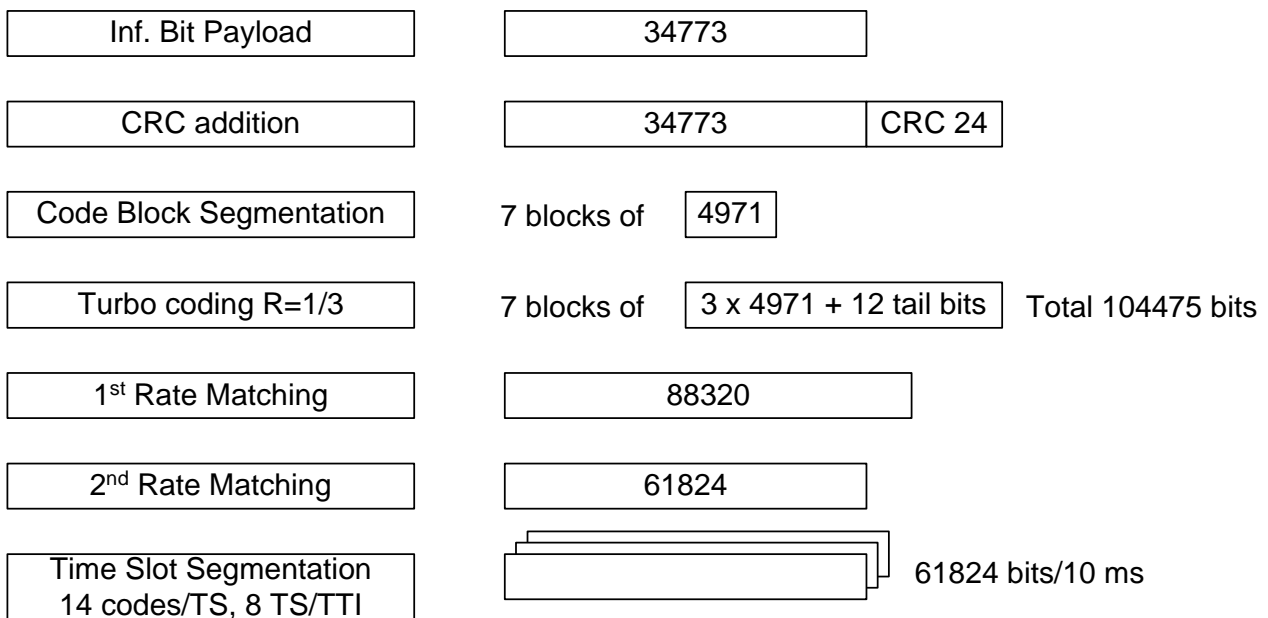 Inf. Bit Payload 34773
CRC addition 34773 CRC 24
Code Block Segmentation 7 blocks of 4971
Turbo coding R=1/3 7 blocks of 3 x 4971 + 12 tail bits Total 104475 bits
1st Rate Matching 88320
2nd Rate Matching 61824
Time Slot Segmentation
14 codes/TS, 8 TS/TTI
61824 bits/10 ms